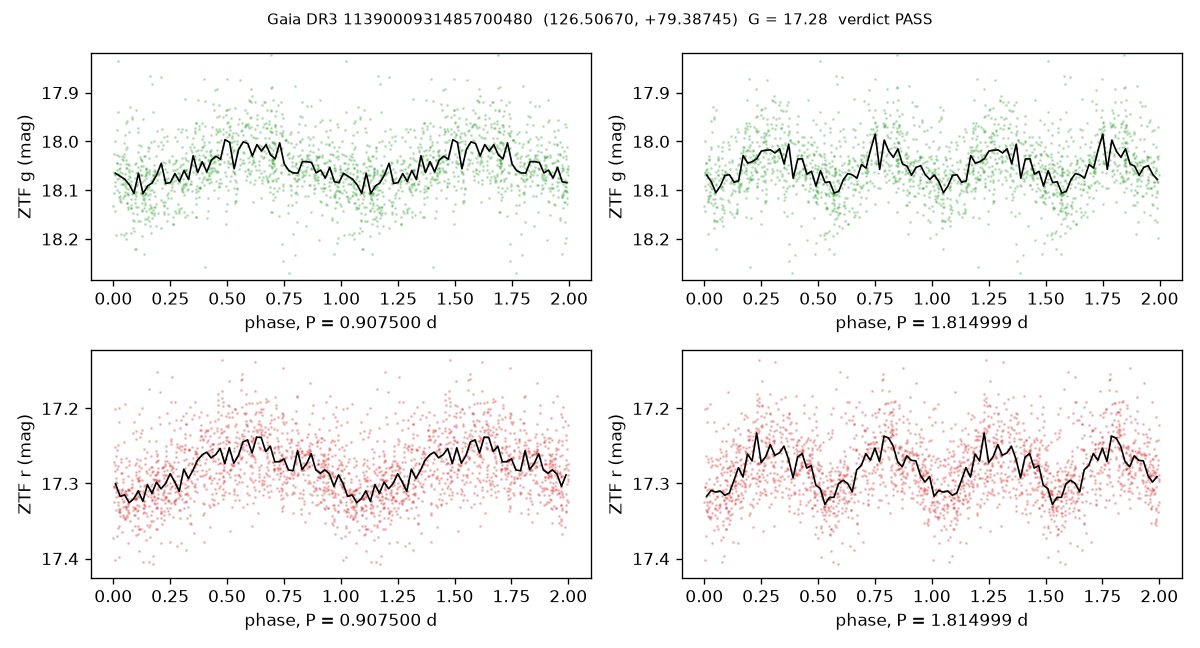 Gaia DR3 1139000931485700480 (126.50670, +79.38745) G = 17.28 verdict PASS
ZTF g (mag)
17.9
18.0
18.1
18.2
0.00 0.25 0.50 0.75 1.00 1.25 1.50 1.75 2.00
phase, P = 0.907500 d
ZTF g (mag)
17.9
18.0
18.1
18.2
0.00 0.25 0.50 0.75 1.00 1.25 1.50 1.75 2.00
phase, P = 1.814999 d
ZTF r (mag)
17.2
17.3
17.4
0.00 0.25 0.50 0.75 1.00 1.25 1.50 1.75 2.00
phase, P = 0.907500 d
ZTF r (mag)
17.2
17.3
17.4
0.00 0.25 0.50 0.75 1.00 1.25 1.50 1.75 2.00
phase, P = 1.814999 d